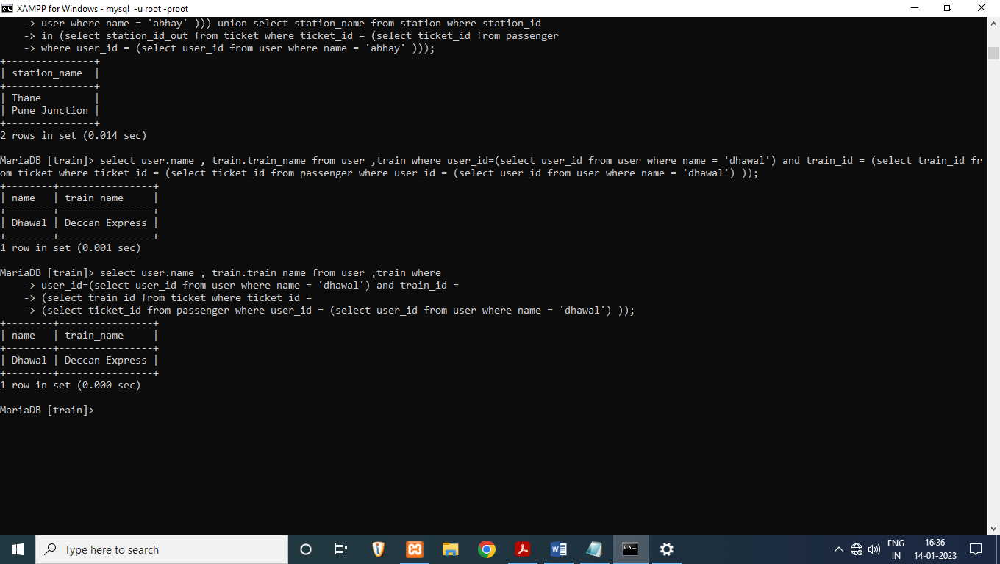 XAMPP for Windows - mysql -u root -proot
    -> user where name = 'abhay' ))) union select station_name from station where station_id
    -> in (select station_id_out from ticket where ticket_id = (select ticket_id from passenger
    -> where user_id = (select user_id from user where name = 'abhay' )));
+---------------+
| station_name  |
+---------------+
| Thane         |
| Pune Junction |
+---------------+
2 rows in set (0.014 sec)
MariaDB [train]> select user.name , train.train_name from user ,train where user_id=(select user_id from user where name = 'dhawal') and train_id = (select train_id fr
om ticket where ticket_id = (select ticket_id from passenger where user_id = (select user_id from user where name = 'dhawal') ));
+--------+----------------+
| name   | train_name     |
+--------+----------------+
| Dhawal | Deccan Express |
+--------+----------------+
1 row in set (0.001 sec)
MariaDB [train]> select user.name , train.train_name from user ,train where
    -> user_id=(select user_id from user where name = 'dhawal') and train_id =
    -> (select train_id from ticket where ticket_id =
    -> (select ticket_id from passenger where user_id = (select user_id from user where name = 'dhawal') ));
+--------+----------------+
| name   | train_name     |
+--------+----------------+
| Dhawal | Deccan Express |
+--------+----------------+
1 row in set (0.000 sec)
MariaDB [train]>
Type here to search
ENG
IN
16:36
14-01-2023